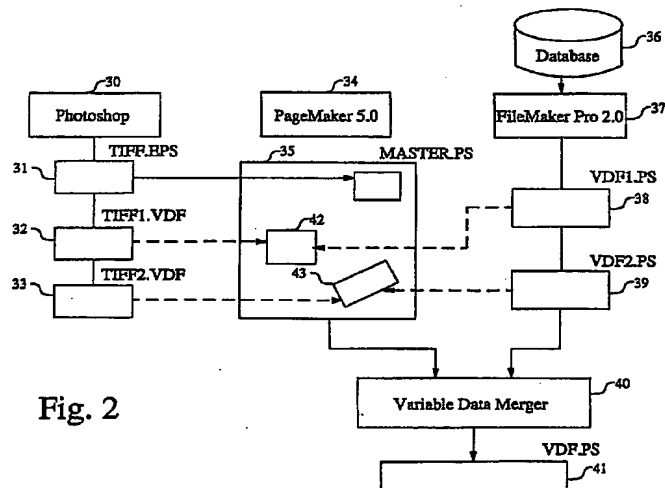 30
34
36
Database
Photoshop
PageMaker 5.0
FileMaker Pro 2.0
37
TIFF.EPS
35
MASTER.PS
31
VDF1.PS
TIFF1.VDF
42
38
32
TIFF2.VDF
43
VDF2.PS
33
39
Fig. 2
Variable Data Merger
40
VDF.PS
41